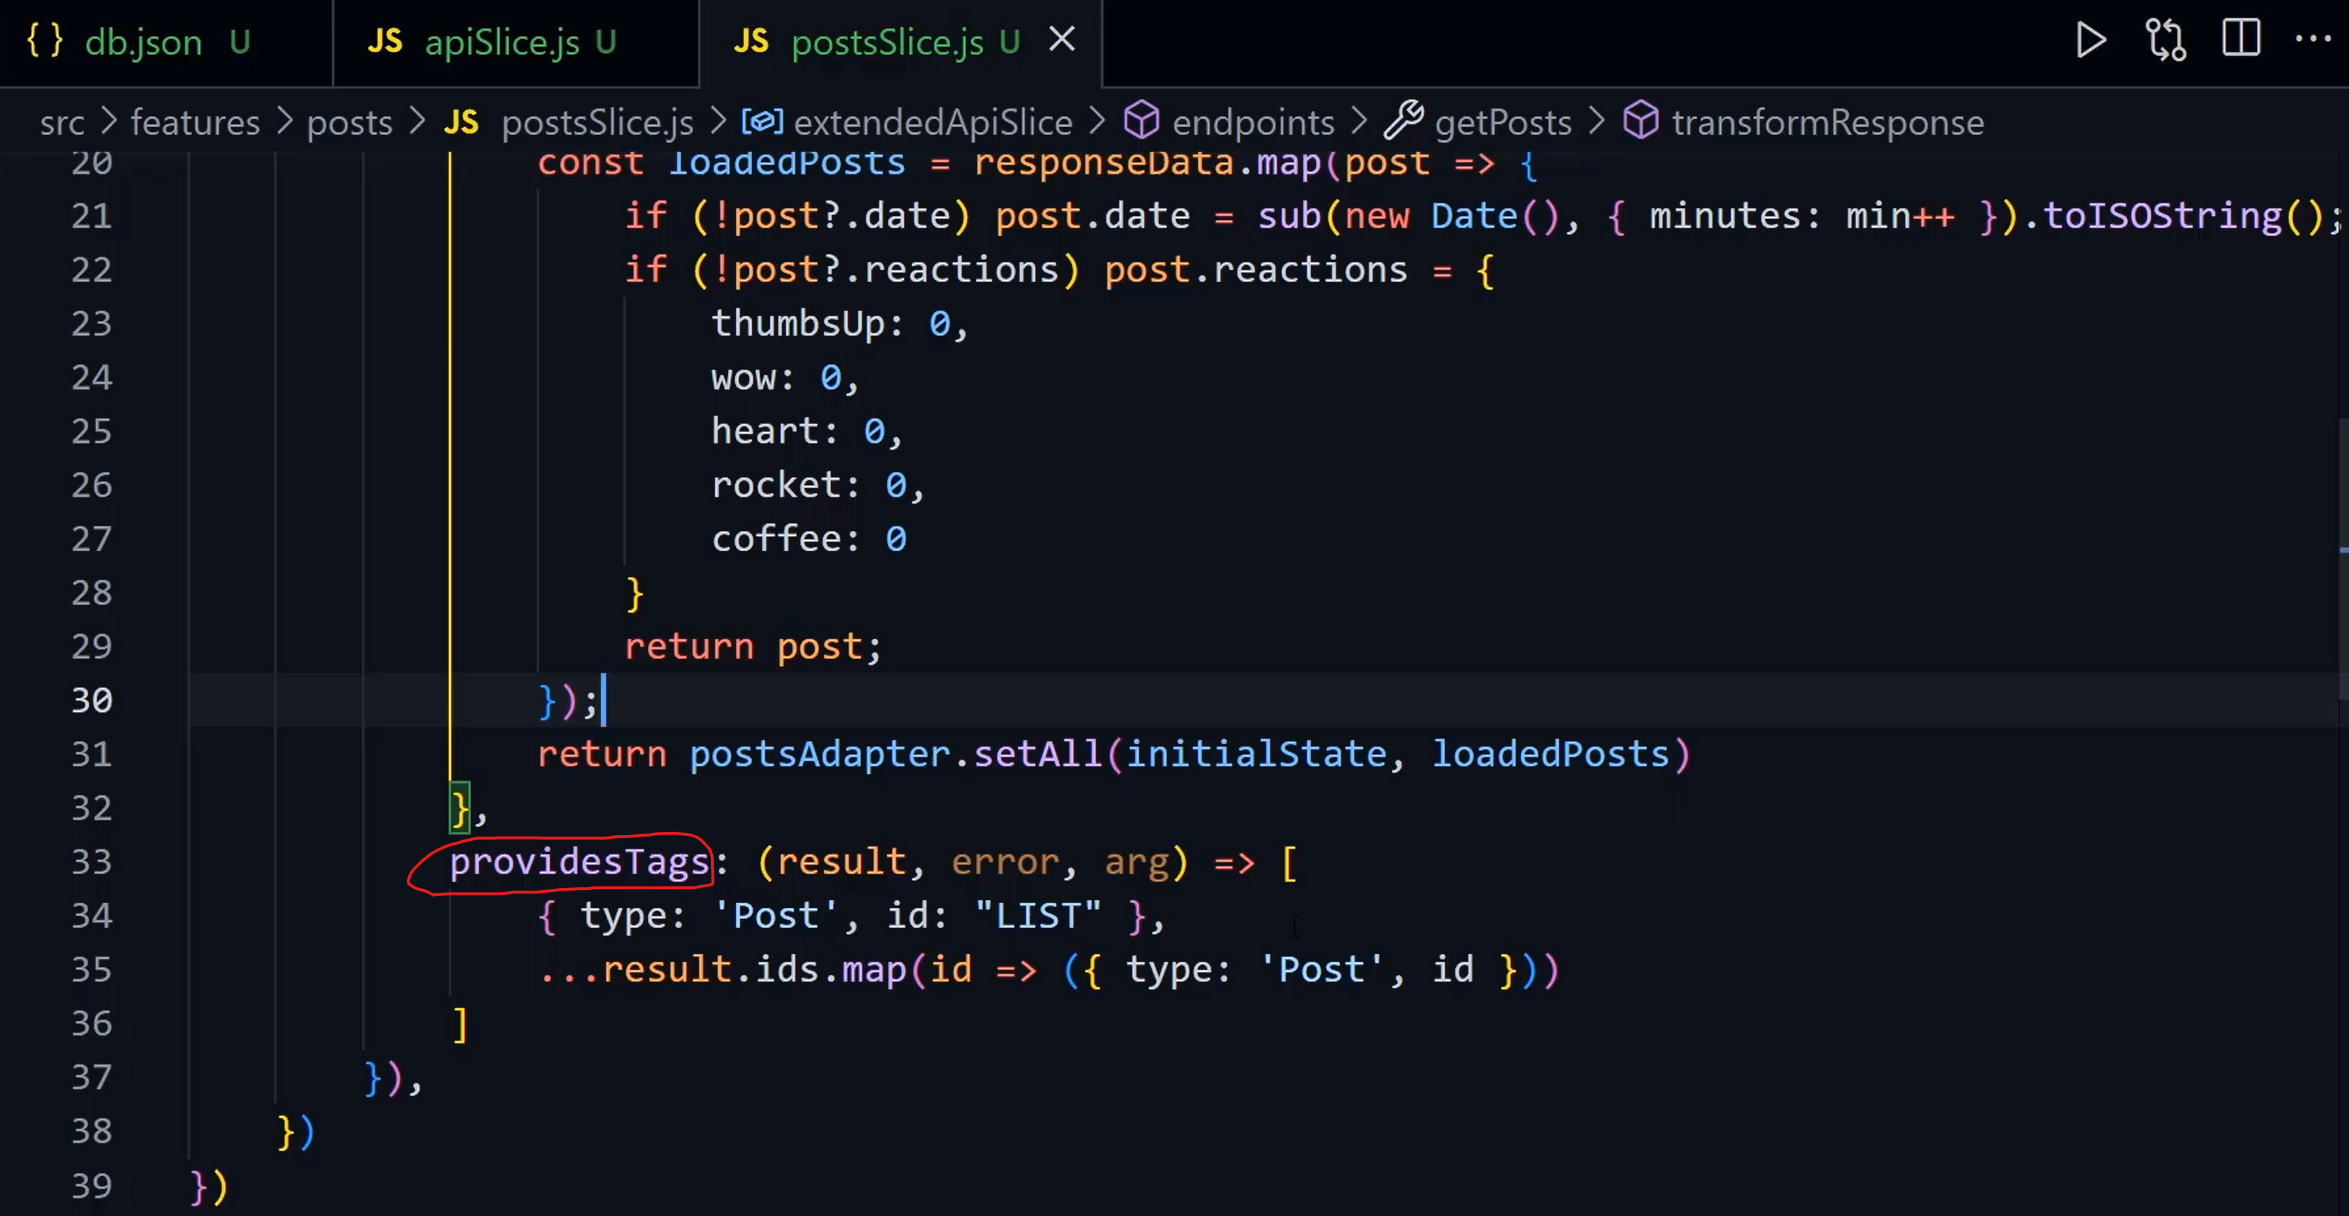 { } db.json U JS apiSlice.js U JS postsSlice.js U
src > features > posts > JS postsSlice.js > extendedApiSlice > endpoints > getPosts > transformResponse
20 const loadedPosts = responseData.map(post => {
21 if (!post?.date) post.date = sub(new Date(), { minutes: min++ }).toISOString();
22 if (!post?.reactions) post.reactions = {
23 thumbsUp: 0,
24 wow: 0,
25 heart: 0,
26 rocket: 0,
27 coffee: 0
28 }
29 return post;
30 });
31 return postsAdapter.setAll(initialState, loadedPosts)
32 },
33 providesTags: (result, error, arg) => [
34 { type: 'Post', id: "LIST" },
35 ...result.ids.map(id => ({ type: 'Post', id }))
36 ]
37 }),
38 })
39 })